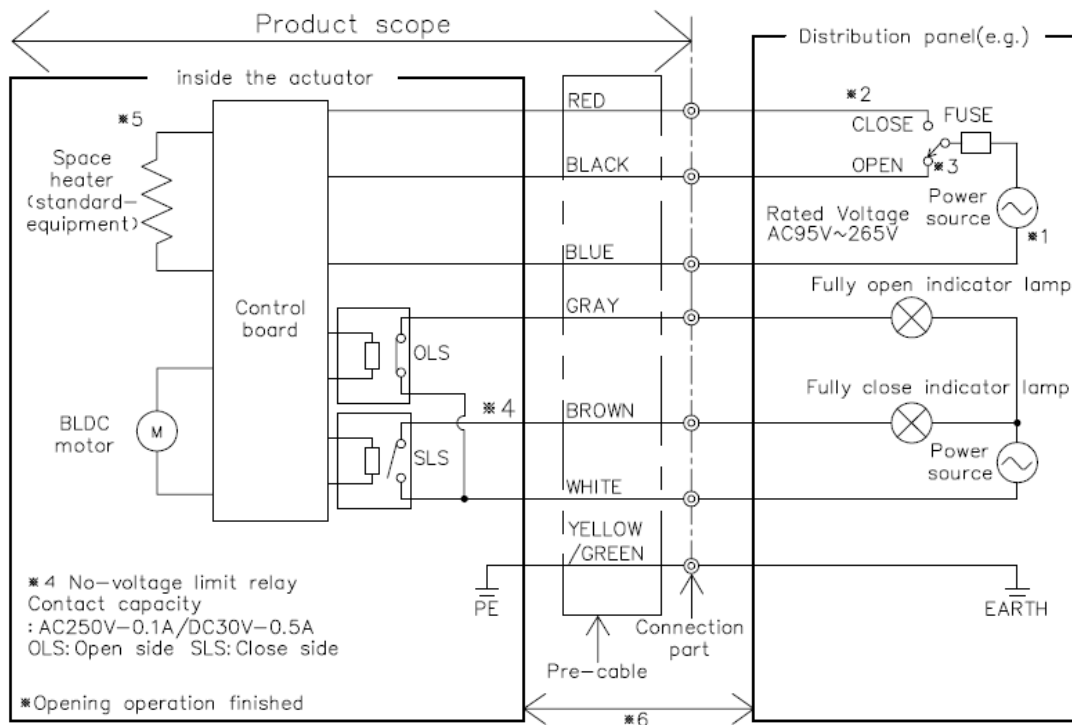 Product scope
Distribution panel(e.g.)
inside the actuator
※5
Space
heater
(standard-
equipment)
Control
board
BLDC
motor
M
OLS
SLS
※4
RED
BLACK
BLUE
GRAY
BROWN
WHITE
YELLOW
/GREEN
※2
CLOSE
FUSE
OPEN
※3
Power
source
※1
Rated Voltage
AC95V~265V
Fully open indicator lamp
Fully close indicator lamp
Power
source
※4 No-voltage limit relay
Contact capacity
: AC250V-0.1A/DC30V-0.5A
OLS: Open side SLS: Close side
※Opening operation finished
PE
Pre-cable
Connection
part
EARTH
※6